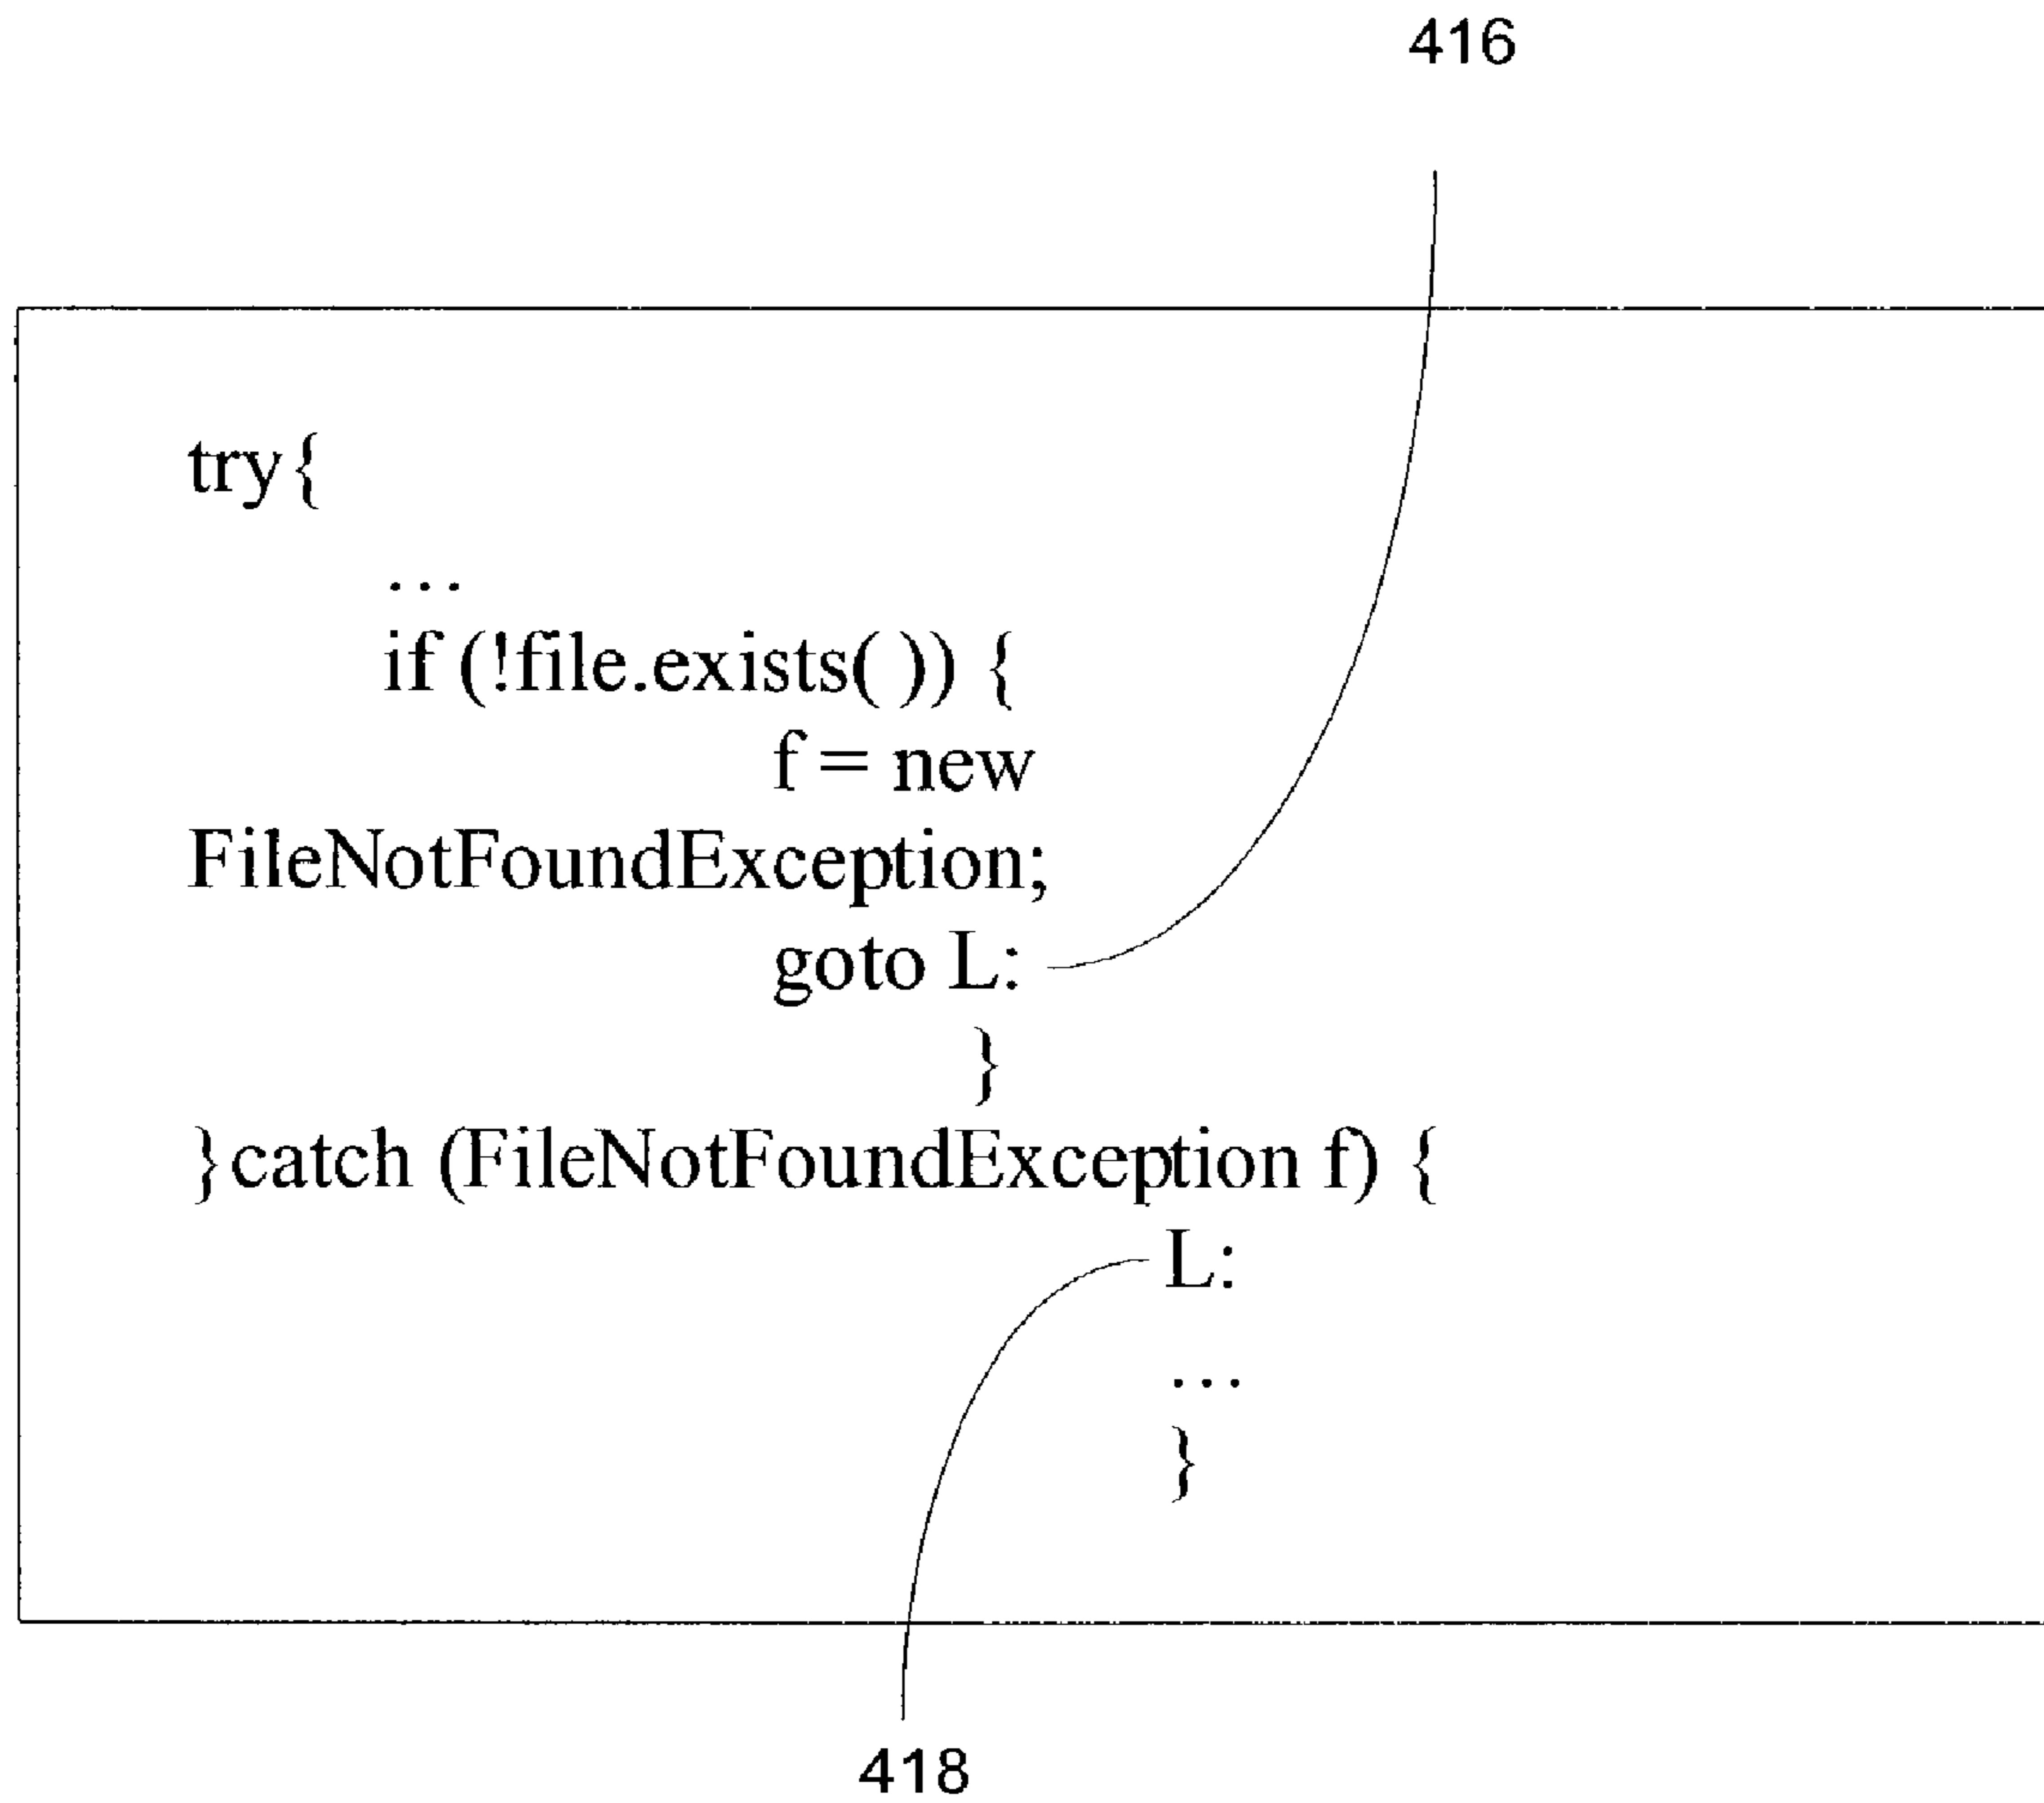 416
try{
...
if (!file.exists( )) {
f = new
FileNotFoundException;
goto L:
}
}catch (FileNotFoundException f) {
L:
...
}
418